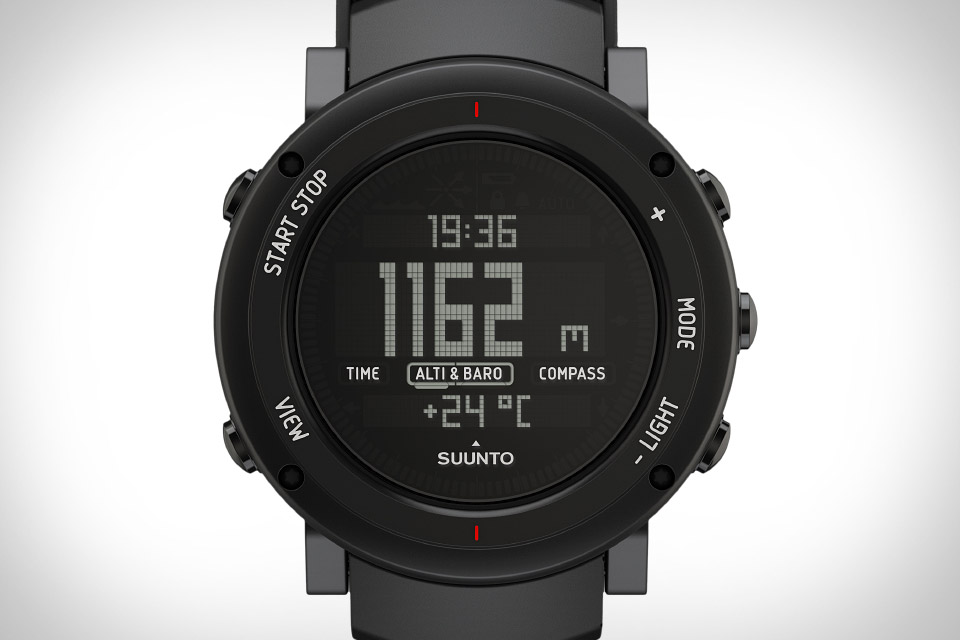 START STOP
+
19:36
1162 m
MODE
TIME ALTI & BARO COMPASS
+24 °C
VIEW
- LIGHT
SUUNTO